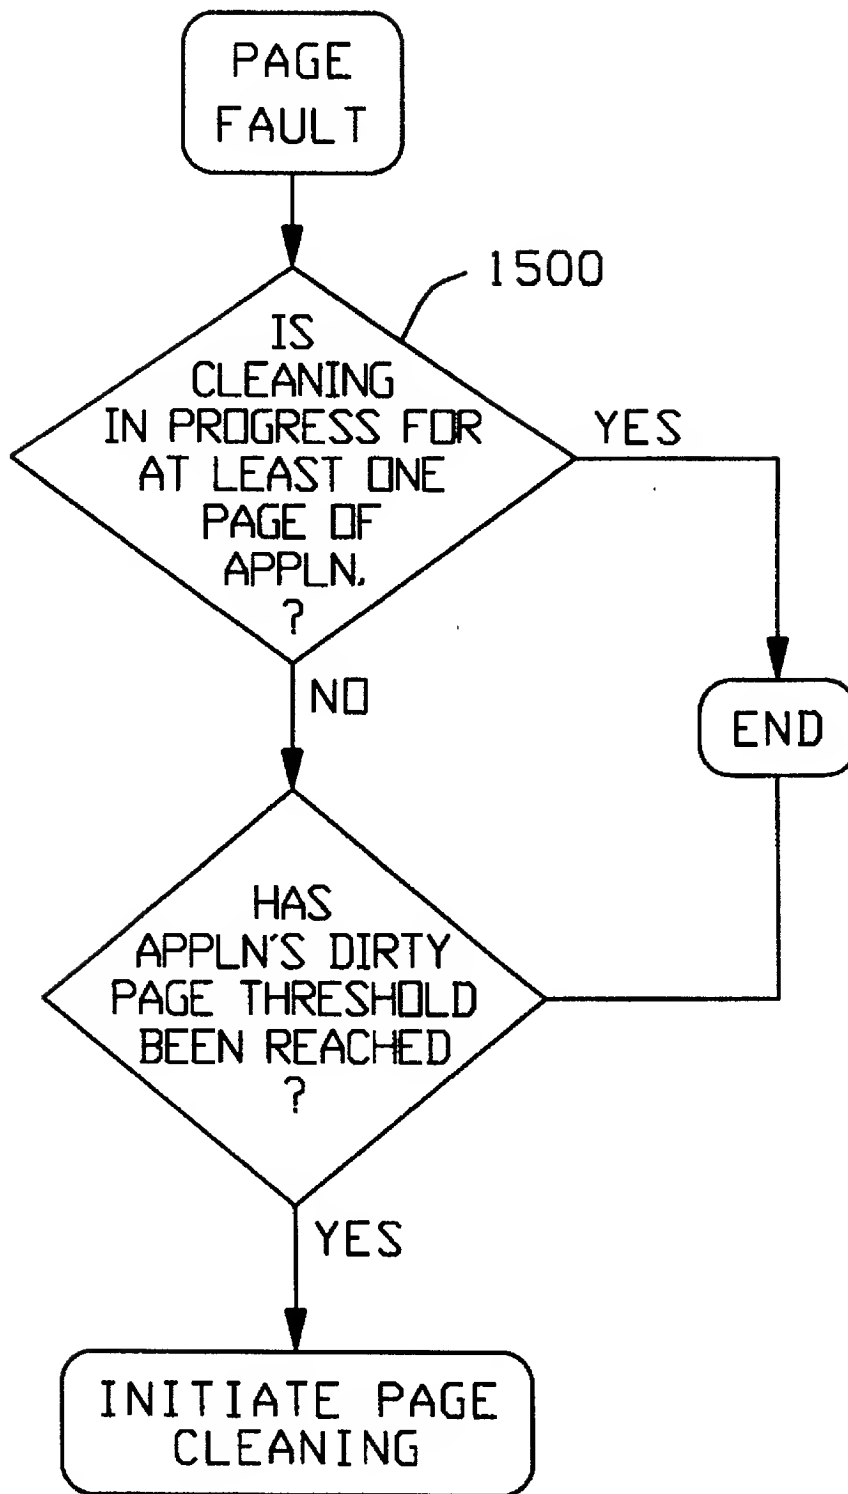 PAGE
FAULT
1500
IS
CLEANING
IN PROGRESS FOR
AT LEAST ONE
PAGE OF
APPLN.
?
YES
NO
END
HAS
APPLN'S DIRTY
PAGE THRESHOLD
BEEN REACHED
?
YES
INITIATE PAGE
CLEANING